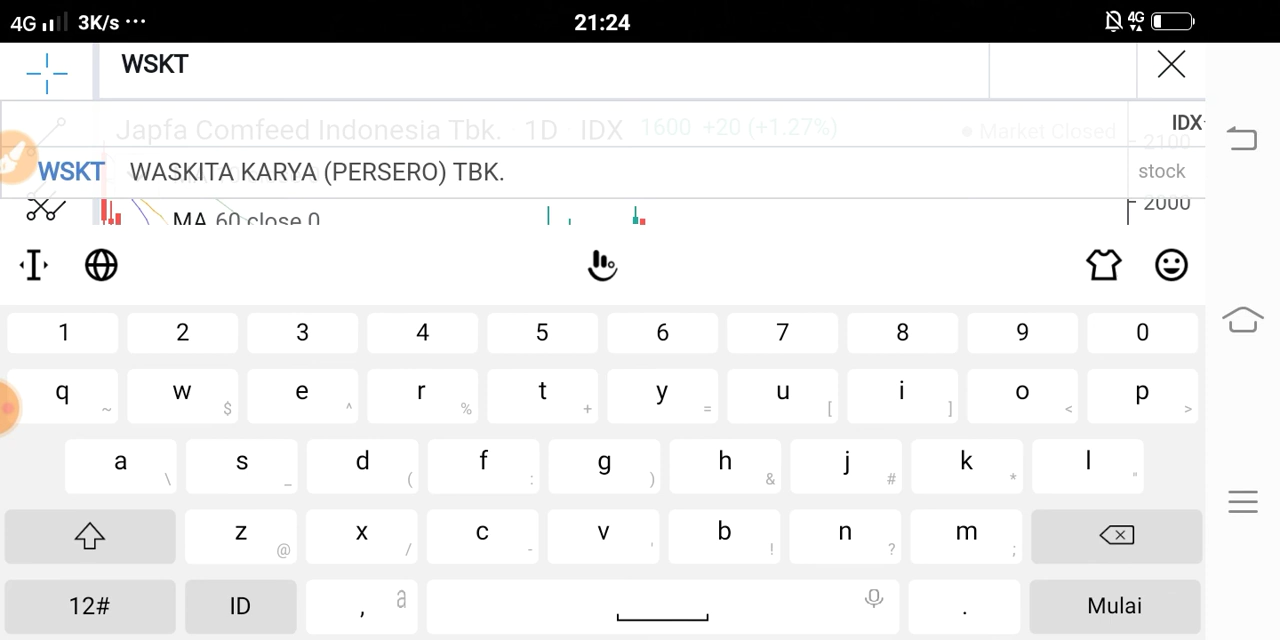 4G 3K/s ··· 21:24 4G
WSKT
Japfa Comfeed Indonesia Tbk. · 1D · IDX 1600 +20 (+1.27%) Market Closed IDX
2100
WSKT WASKITA KARYA (PERSERO) TBK. stock
2000
MA 60 close 0
1 2 3 4 5 6 7 8 9 0
q ~ w $ e ^ r % t + y = u [ i ] o < p >
a \ s _ d ( f : g ) h & j # k * l "
z @ x / c - v ' b ! n ? m ;
12# ID , a . Mulai